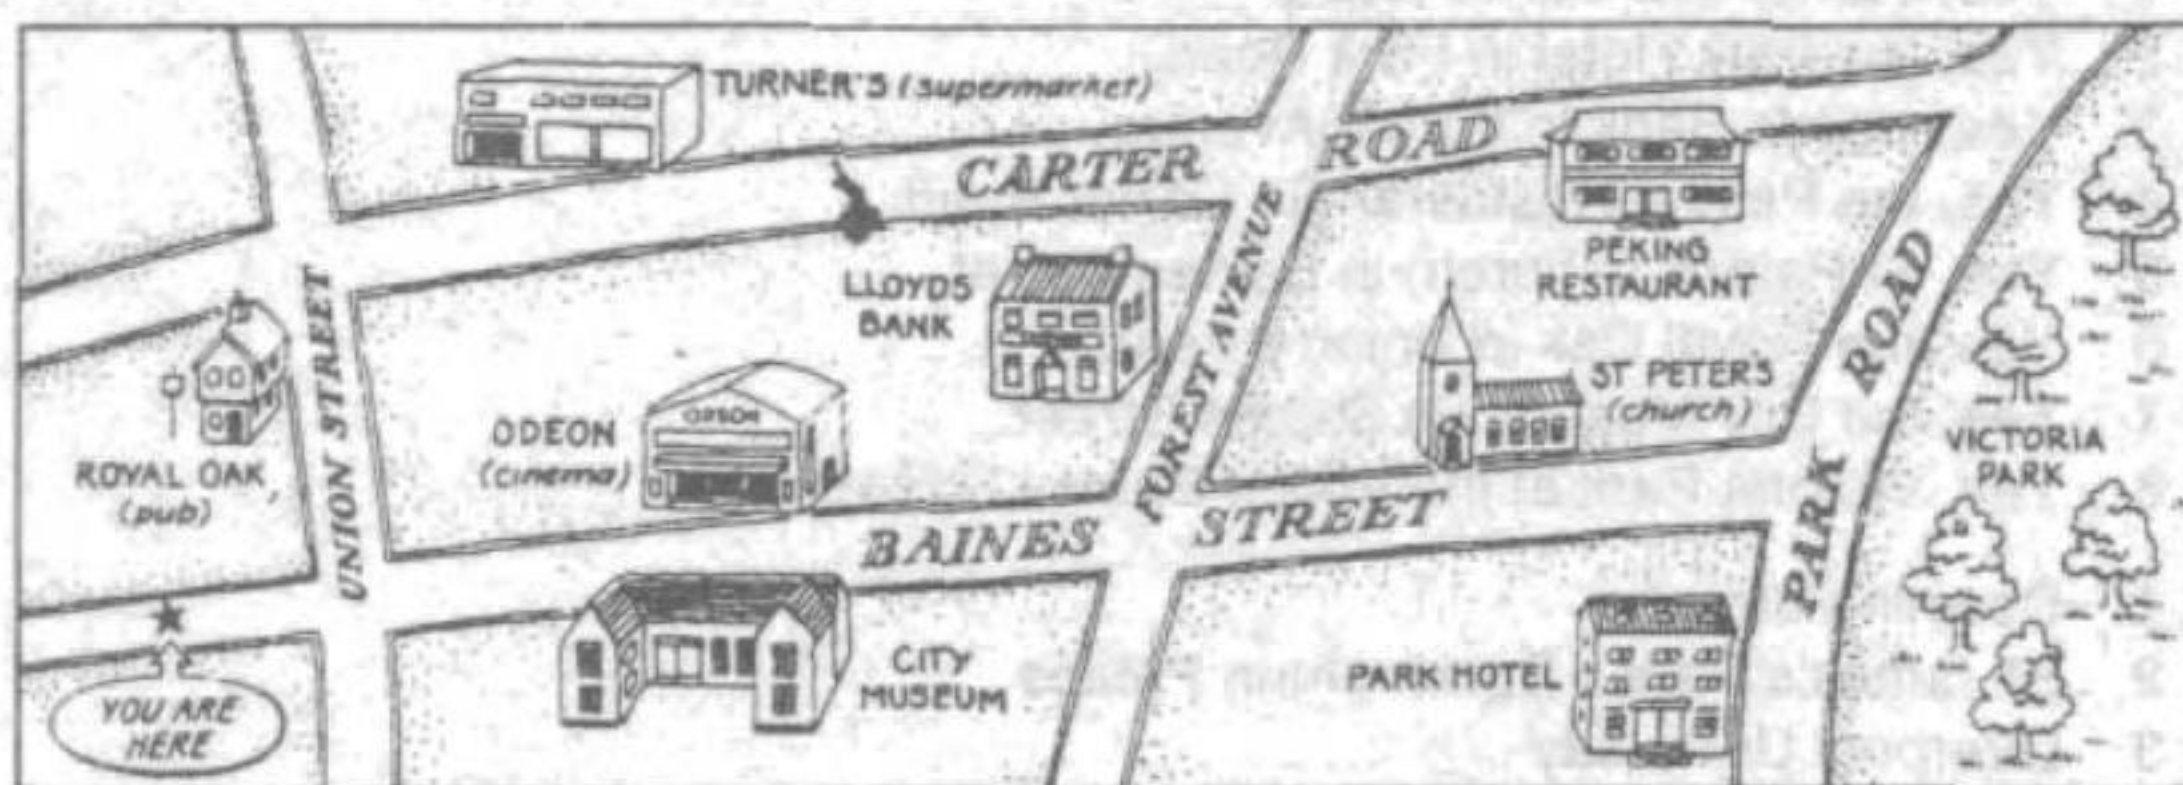 TURNER'S (supermarket)
CARTER ROAD
PEKING
RESTAURANT
LLOYDS
BANK
FOREST AVENUE
UNION STREET
ODEON
(cinema)
ODEON
ST PETER'S
(church)
PARK ROAD
VICTORIA
PARK
ROYAL OAK
(pub)
BAINES STREET
CITY
MUSEUM
PARK HOTEL
YOU ARE
HERE